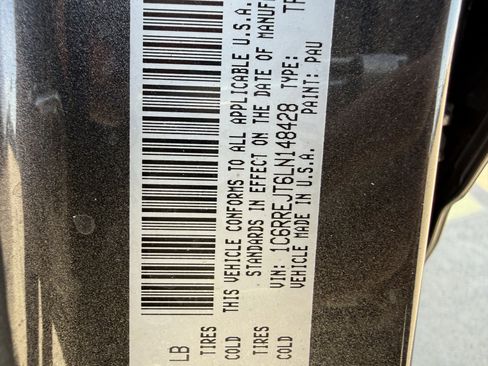 LB
TIRES
COLD
THIS VEHICLE CONFORMS TO ALL APPLICABLE U.S.A.
STANDARDS IN EFFECT ON THE DATE OF MANUF
TIRES
COLD
VIN: 1C6RREJT6LN148428 TYPE:
VEHICLE MADE IN U.S.A. PAINT: PAU